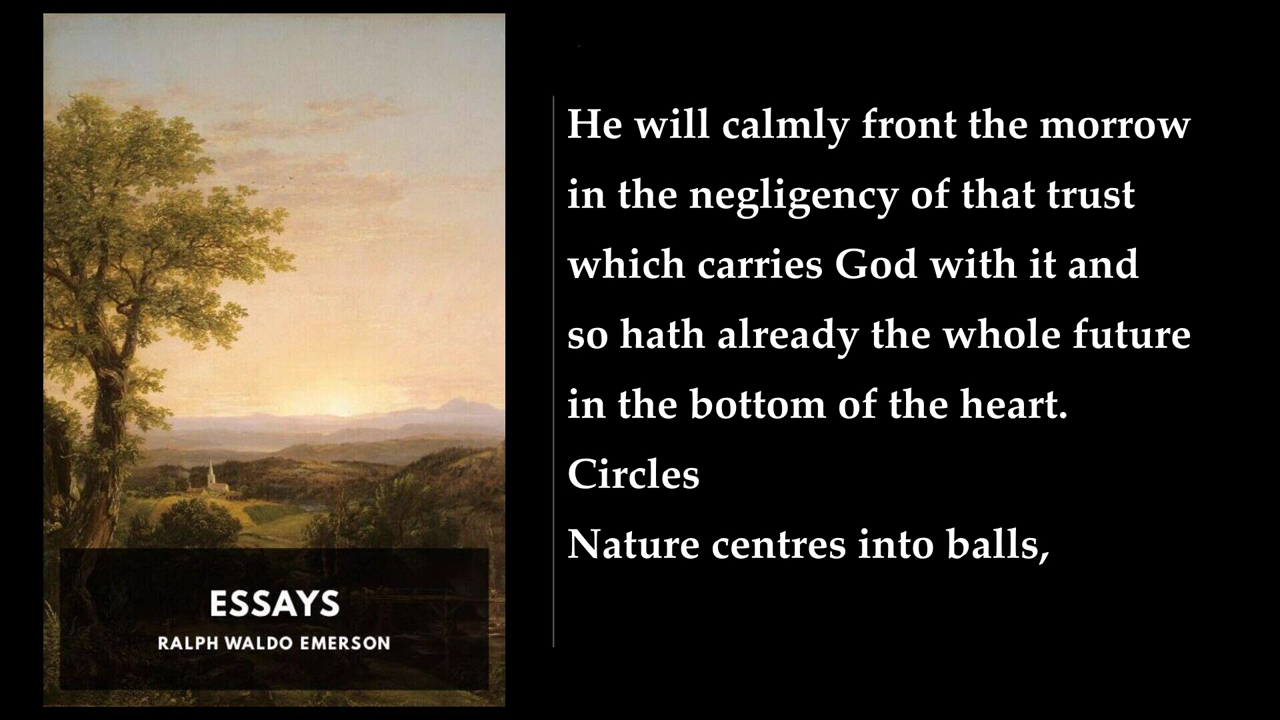 ESSAYS
RALPH WALDO EMERSON
He will calmly front the morrow
in the negligency of that trust
which carries God with it and
so hath already the whole future
in the bottom of the heart.
Circles
Nature centres into balls,